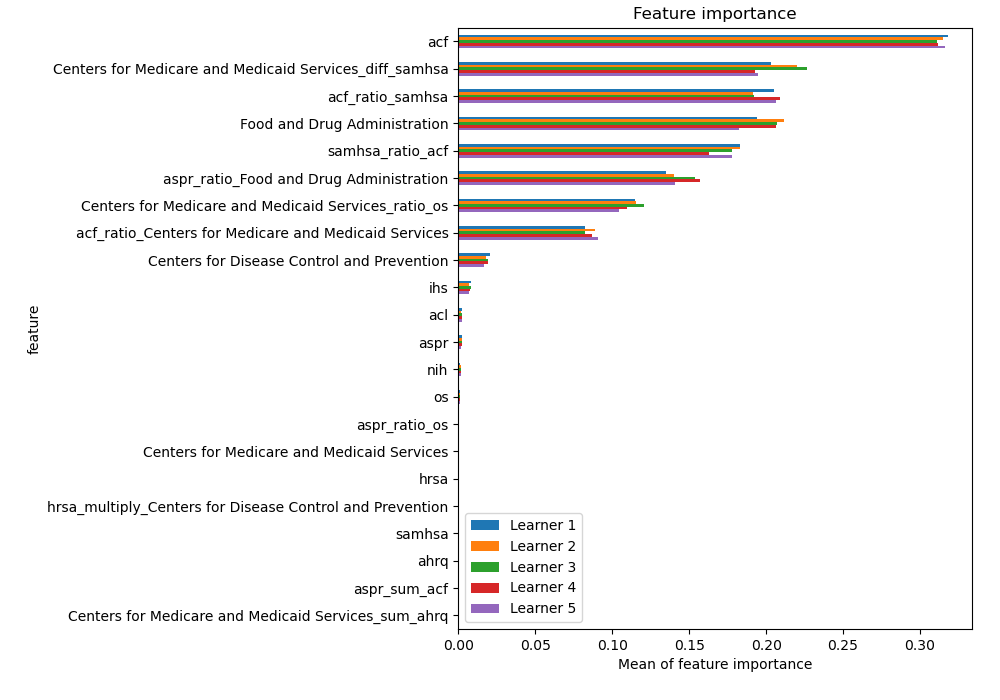 Feature importance
acf
Centers for Medicare and Medicaid Services_diff_samhsa
acf_ratio_samhsa
Food and Drug Administration
samhsa_ratio_acf
aspr_ratio_Food and Drug Administration
Centers for Medicare and Medicaid Services_ratio_os
acf_ratio_Centers for Medicare and Medicaid Services
Centers for Disease Control and Prevention
ihs
acl
aspr
nih
os
aspr_ratio_os
Centers for Medicare and Medicaid Services
hrsa
hrsa_multiply_Centers for Disease Control and Prevention
samhsa
ahrq
aspr_sum_acf
Centers for Medicare and Medicaid Services_sum_ahrq
feature
Learner 1
Learner 2
Learner 3
Learner 4
Learner 5
0.00 0.05 0.10 0.15 0.20 0.25 0.30
Mean of feature importance